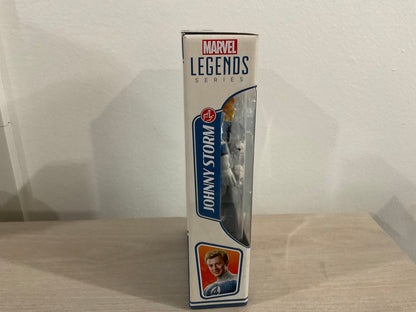 MARVEL
LEGENDS
SERIES
JOHNNY STORM